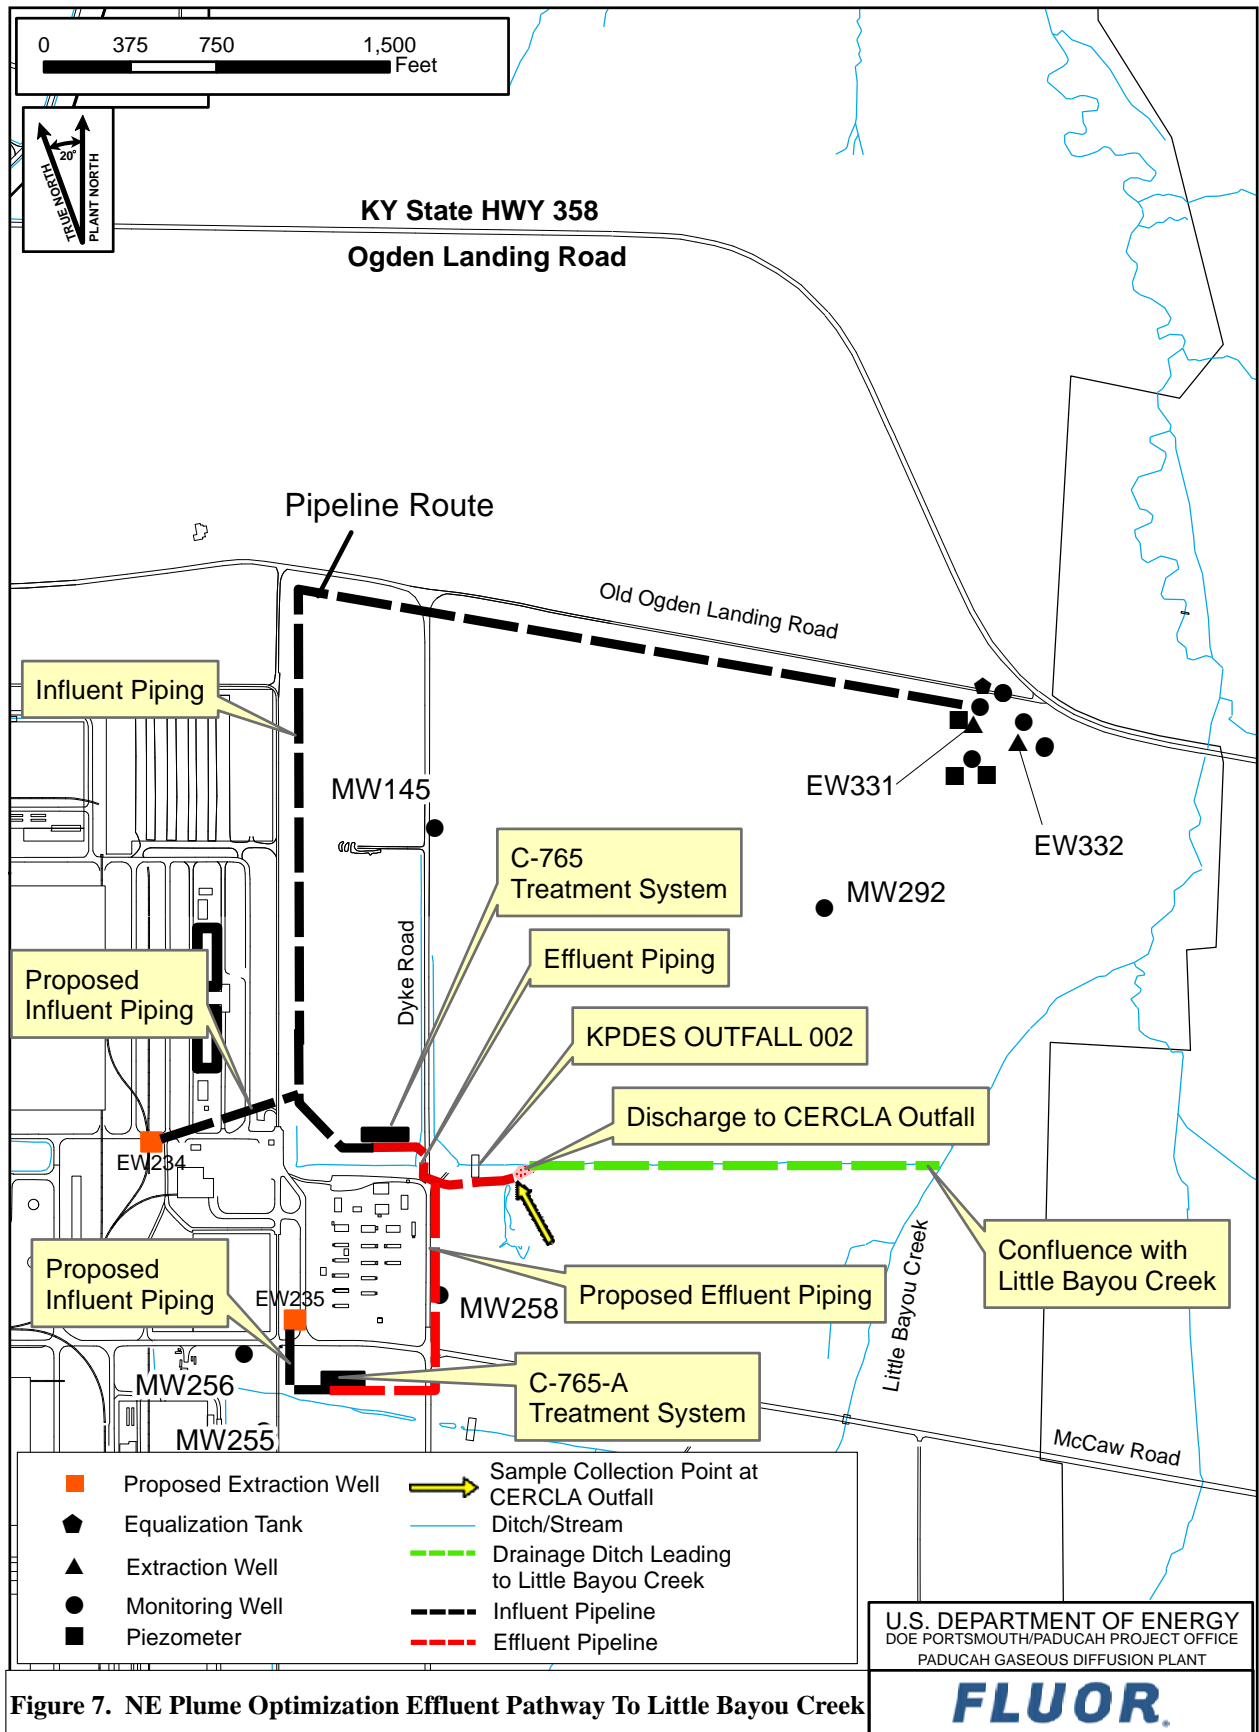 0 375 750 1,500
Feet
20°
TRUE NORTH
PLANT NORTH
KY State HWY 358
Ogden Landing Road
Pipeline Route
Old Ogden Landing Road
Influent Piping
MW145
EW331
EW332
C-765
Treatment System
MW292
Dyke Road
Effluent Piping
Proposed
Influent Piping
KPDES OUTFALL 002
Discharge to CERCLA Outfall
EW234
Little Bayou Creek
Confluence with
Little Bayou Creek
Proposed
Influent Piping
EW235
Proposed Effluent Piping
MW258
MW256
C-765-A
Treatment System
MW255
McCaw Road
Proposed Extraction Well
Equalization Tank
Extraction Well
Monitoring Well
Piezometer
Sample Collection Point at
CERCLA Outfall
Ditch/Stream
Drainage Ditch Leading
to Little Bayou Creek
Influent Pipeline
Effluent Pipeline
U.S. DEPARTMENT OF ENERGY
DOE PORTSMOUTH/PADUCAH PROJECT OFFICE
PADUCAH GASEOUS DIFFUSION PLANT
Figure 7. NE Plume Optimization Effluent Pathway To Little Bayou Creek
FLUOR®